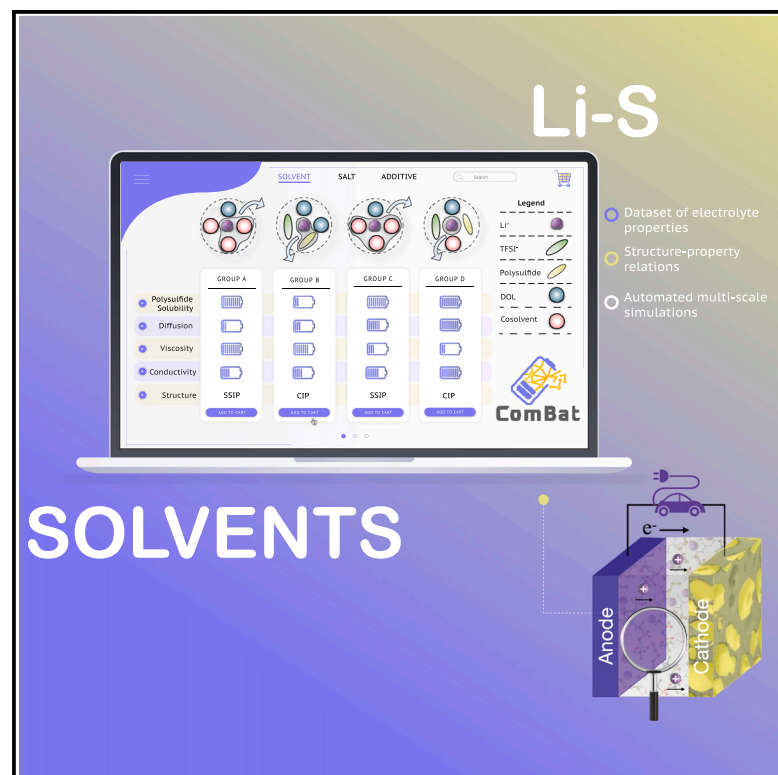 Li-S
SOLVENT SALT ADDITIVE Search
Legend
Li+
TFSI-
Polysulfide
DOL
Cosolvent
GROUP A GROUP B GROUP C GROUP D
Polysulfide
Solubility
Diffusion
Viscosity
Conductivity
Structure SSIP CIP SSIP CIP
ADD TO CART ADD TO CART ADD TO CART ADD TO CART
ComBat
Dataset of electrolyte
properties
Structure-property
relations
Automated multi-scale
simulations
SOLVENTS
e-
Anode
Cathode
+
+
+